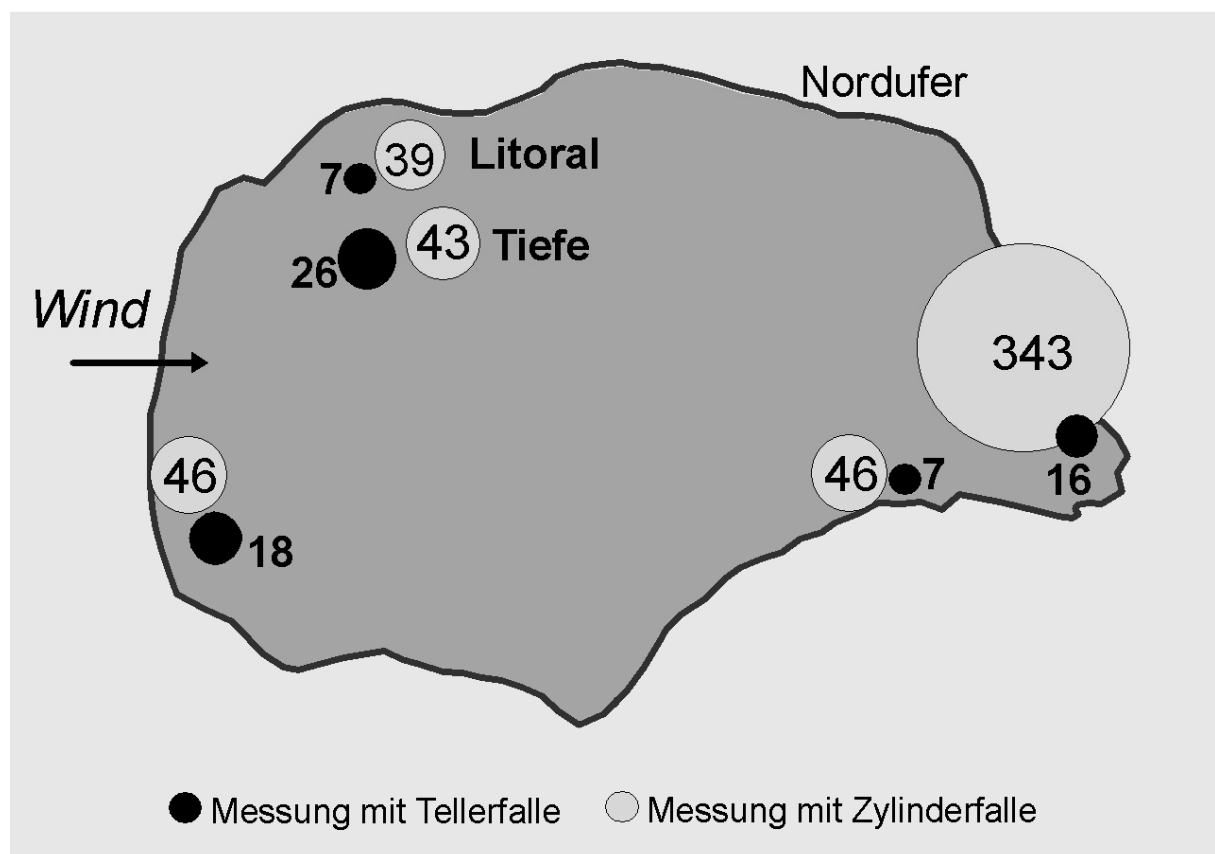 Nordufer
7 39 Litoral
26 43 Tiefe
Wind
343
46
18
46 7
16
Messung mit Tellerfalle Messung mit Zylinderfalle